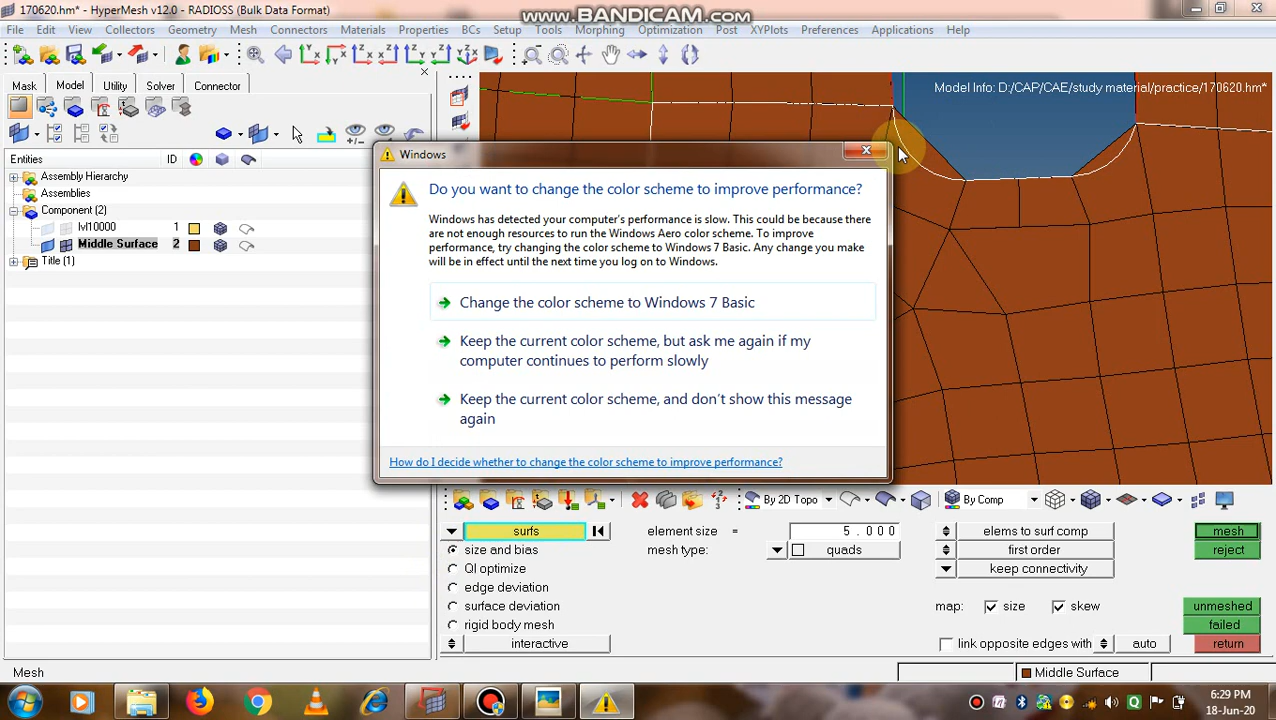 170620.hm* - HyperMesh v12.0 - RADIOSS (Bulk Data Format)
www.BANDICAM.com
File Edit View Collectors Geometry Mesh Connectors Materials Properties BCs Setup Tools Morphing Optimization Post XYPlots Preferences Applications Help
Mask Model Utility Solver Connector
Model Info: D:/CAP/CAE/study material/practice/170620.hm*
Entities ID
Assembly Hierarchy
Assemblies
Component (2)
lvl10000 1
Middle Surface 2
Title (1)
Windows
Do you want to change the color scheme to improve performance?
Windows has detected your computer's performance is slow. This could be because there
are not enough resources to run the Windows Aero color scheme. To improve
performance, try changing the color scheme to Windows 7 Basic. Any change you make
will be in effect until the next time you log on to Windows.
Change the color scheme to Windows 7 Basic
Keep the current color scheme, but ask me again if my
computer continues to perform slowly
Keep the current color scheme, and don't show this message
again
How do I decide whether to change the color scheme to improve performance?
By 2D Topo By Comp
surfs element size = 5.000 elems to surf comp mesh
size and bias mesh type: quads first order reject
QI optimize keep connectivity
edge deviation
surface deviation map: size skew unmeshed
rigid body mesh failed
interactive link opposite edges with auto return
Mesh Middle Surface
6:29 PM
18-Jun-20